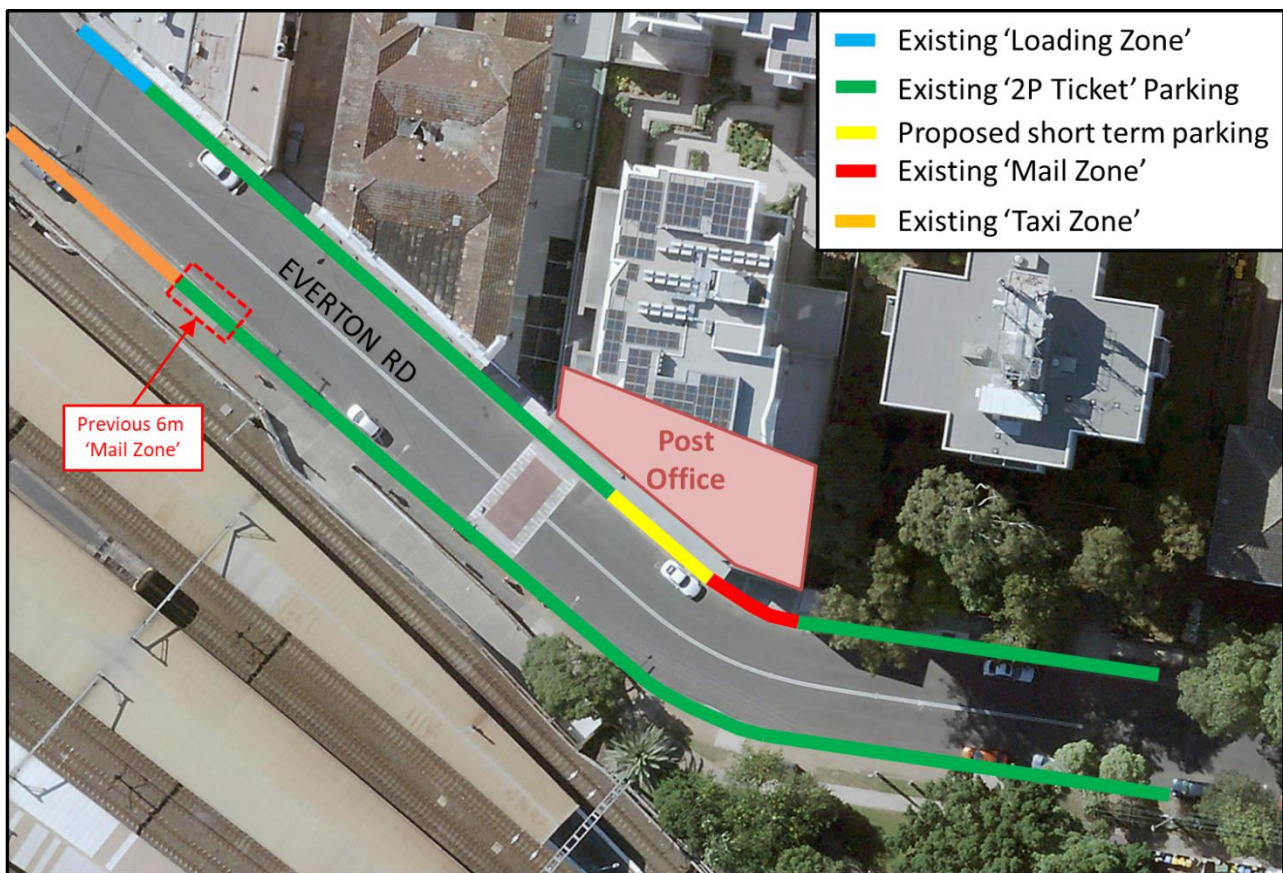 Existing ‘Loading Zone’
Existing ‘2P Ticket’ Parking
Proposed short term parking
Existing ‘Mail Zone’
Existing ‘Taxi Zone’
EVERTON RD
Previous 6m
‘Mail Zone’
Post
Office